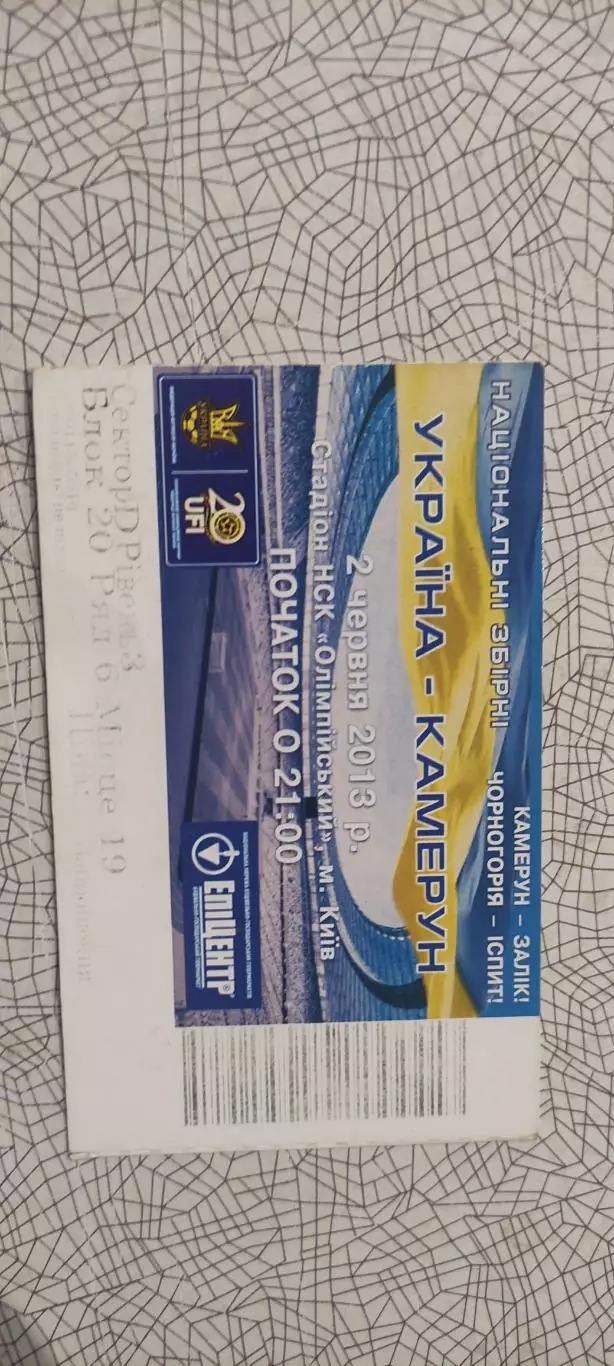 НАЦІОНАЛЬНІ ЗБІРНІ
КАМЕРУН – ЗАЛІК!
ЧОРНОГОРІЯ – ІСПИТ!
УКРАЇНА - КАМЕРУН
2 червня 2013 р.
Стадіон НСК «Олімпійський», м. Київ
ПОЧАТОК О 21:00
УКРАЇНА
20
UFI
ЕПІЦЕНТР®
Сектор D Рівень 3
Блок 20 Ряд 6 Місце 19